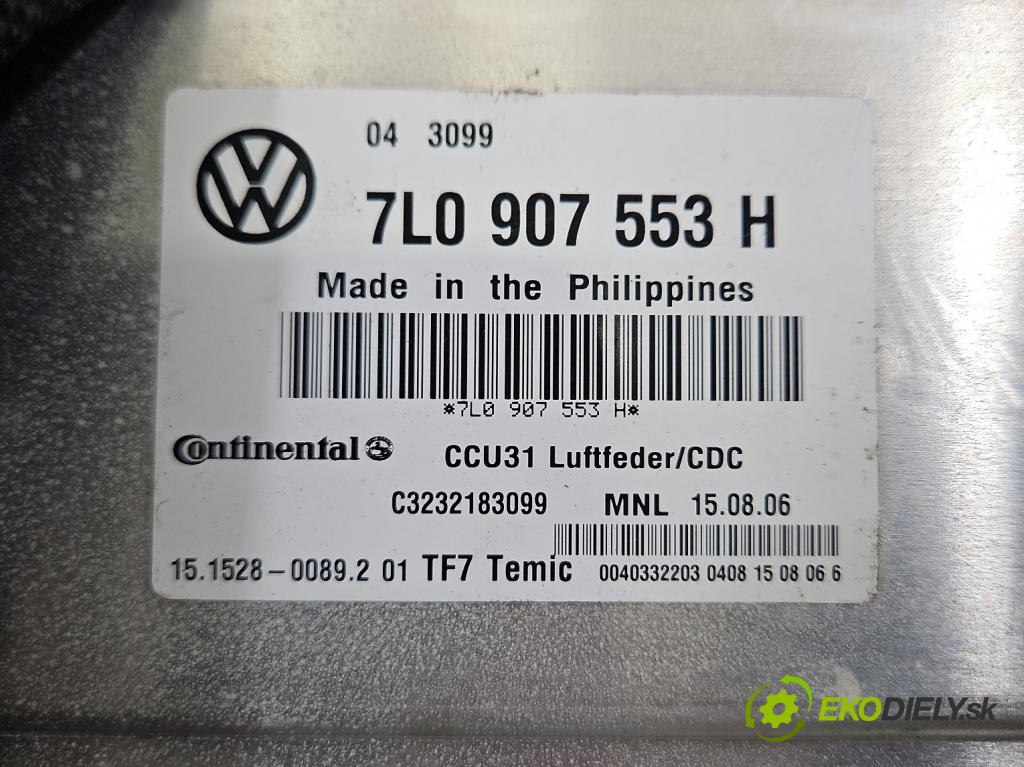 04 3099
7L0 907 553 H
Made in the Philippines
*7L0 907 553 H*
Continental CCU31 Luftfeder/CDC
C3232183099 MNL 15.08.06
15.1528-0089.2 01 TF7 Temic 0040332203 0408 15 08 06 6
EKODIELY.sk